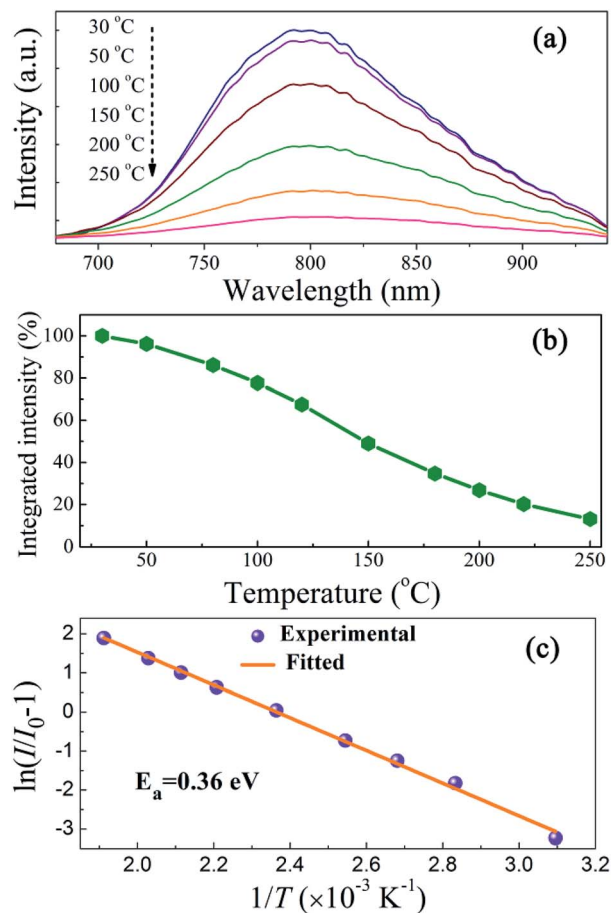 30 °C
50 °C
100 °C
150 °C
200 °C
250 °C
(a)
Intensity (a.u.)
700 750 800 850 900
Wavelength (nm)
(b)
Integrated intensity (%)
100
80
60
40
20
0
50 100 150 200 250
Temperature (°C)
(c)
Experimental
Fitted
ln(I/I₀-1)
2
1
0
-1
-2
-3
Eₐ=0.36 eV
2.0 2.2 2.4 2.6 2.8 3.0 3.2
1/T (×10⁻³ K⁻¹)